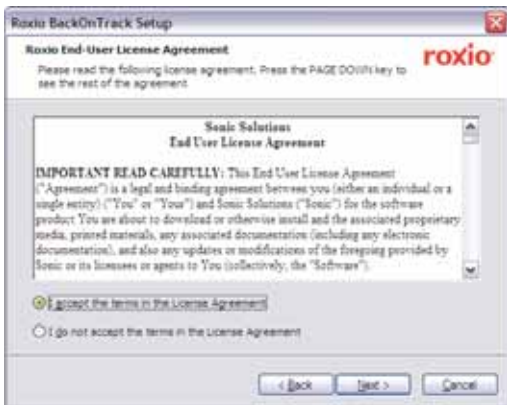 Roxio BackOnTrack Setup
Roxio End-User License Agreement
Please read the following license agreement. Press the PAGE DOWN key to
see the rest of the agreement
roxio
Sonic Solutions
End User License Agreement
IMPORTANT READ CAREFULLY: This End User License Agreement
("Agreement") is a legal and binding agreement between you (either an individual or a
single entity) ("You" or "Your") and Sonic Solutions ("Sonic") for the software
product You are about to download or otherwise install and the associated proprietary
media, printed materials, any associated documentation (including any electronic
documentation), and also any updates or modifications of the foregoing provided by
Sonic or its licensees or agents to You (collectively, the "Software").
I accept the terms in the License Agreement
I do not accept the terms in the License Agreement
< Back
Next >
Cancel